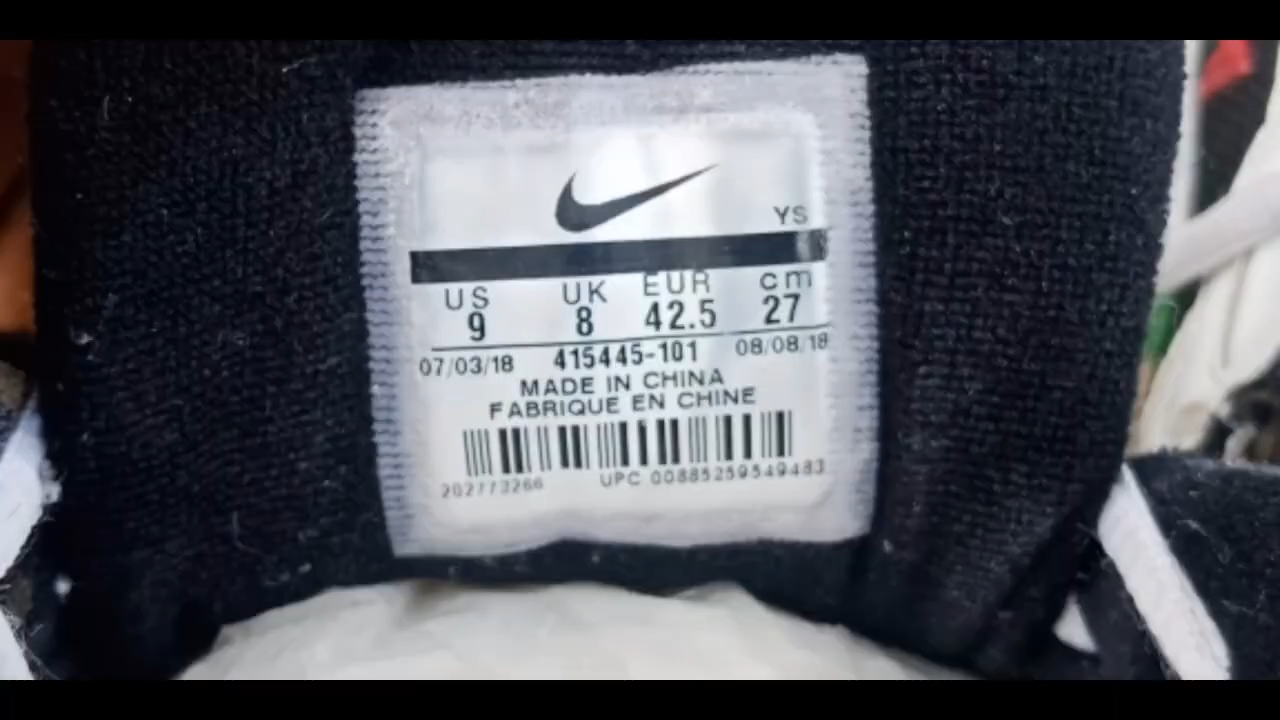 YS
US UK EUR cm
9 8 42.5 27
07/03/18 415445-101 08/08/18
MADE IN CHINA
FABRIQUE EN CHINE
202773266 UPC 00885259549483